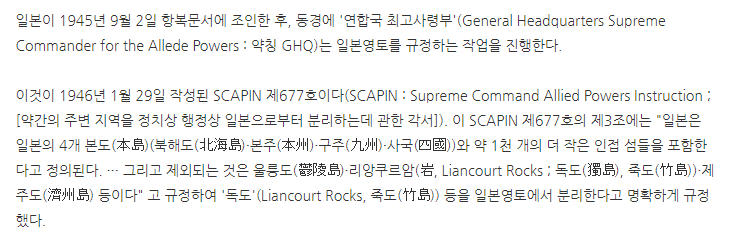 일본이 1945년 9월 2일 항복문서에 조인한 후, 동경에 '연합국 최고사령부'(General Headquarters Supreme
Commander for the Allede Powers : 약칭 GHQ)는 일본영토를 규정하는 작업을 진행한다.
이것이 1946년 1월 29일 작성된 SCAPIN 제677호이다(SCAPIN : Supreme Command Allied Powers Instruction ;
[약간의 주변 지역을 정치상 행정상 일본으로부터 분리하는데 관한 각서]). 이 SCAPIN 제677호의 제3조에는 "일본은
일본의 4개 본도(本島)(북해도(北海島)·본주(本州)·구주(九州)·사국(四國))와 약 1천 개의 더 작은 인접 섬들을 포함한
다고 정의된다. … 그리고 제외되는 것은 울릉도(鬱陵島)·리앙쿠르암(岩, Liancourt Rocks ; 독도(獨島), 죽도(竹島))·제
주도(濟州島) 등이다" 고 규정하여 '독도'(Liancourt Rocks, 죽도(竹島)) 등을 일본영토에서 분리한다고 명확하게 규정
했다.